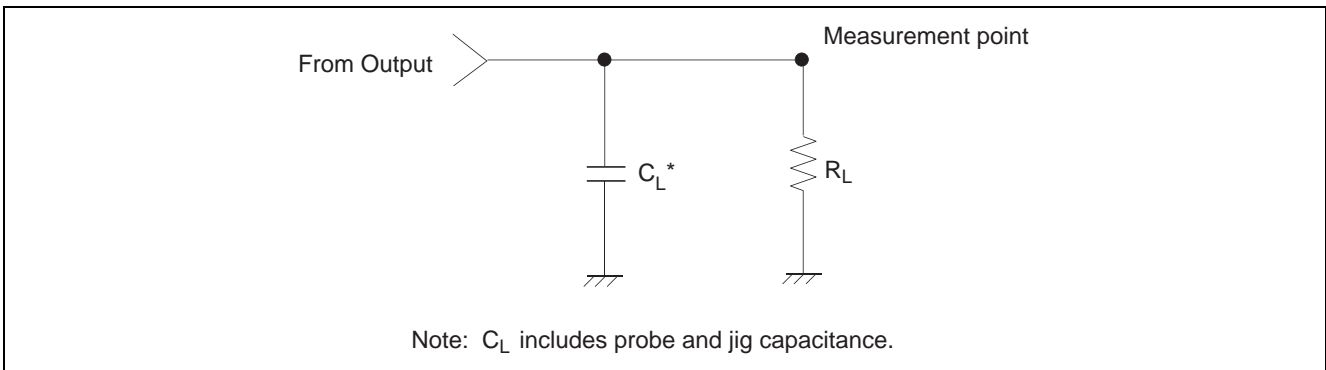 Measurement point
From Output
C_L*
R_L
Note: C_L includes probe and jig capacitance.